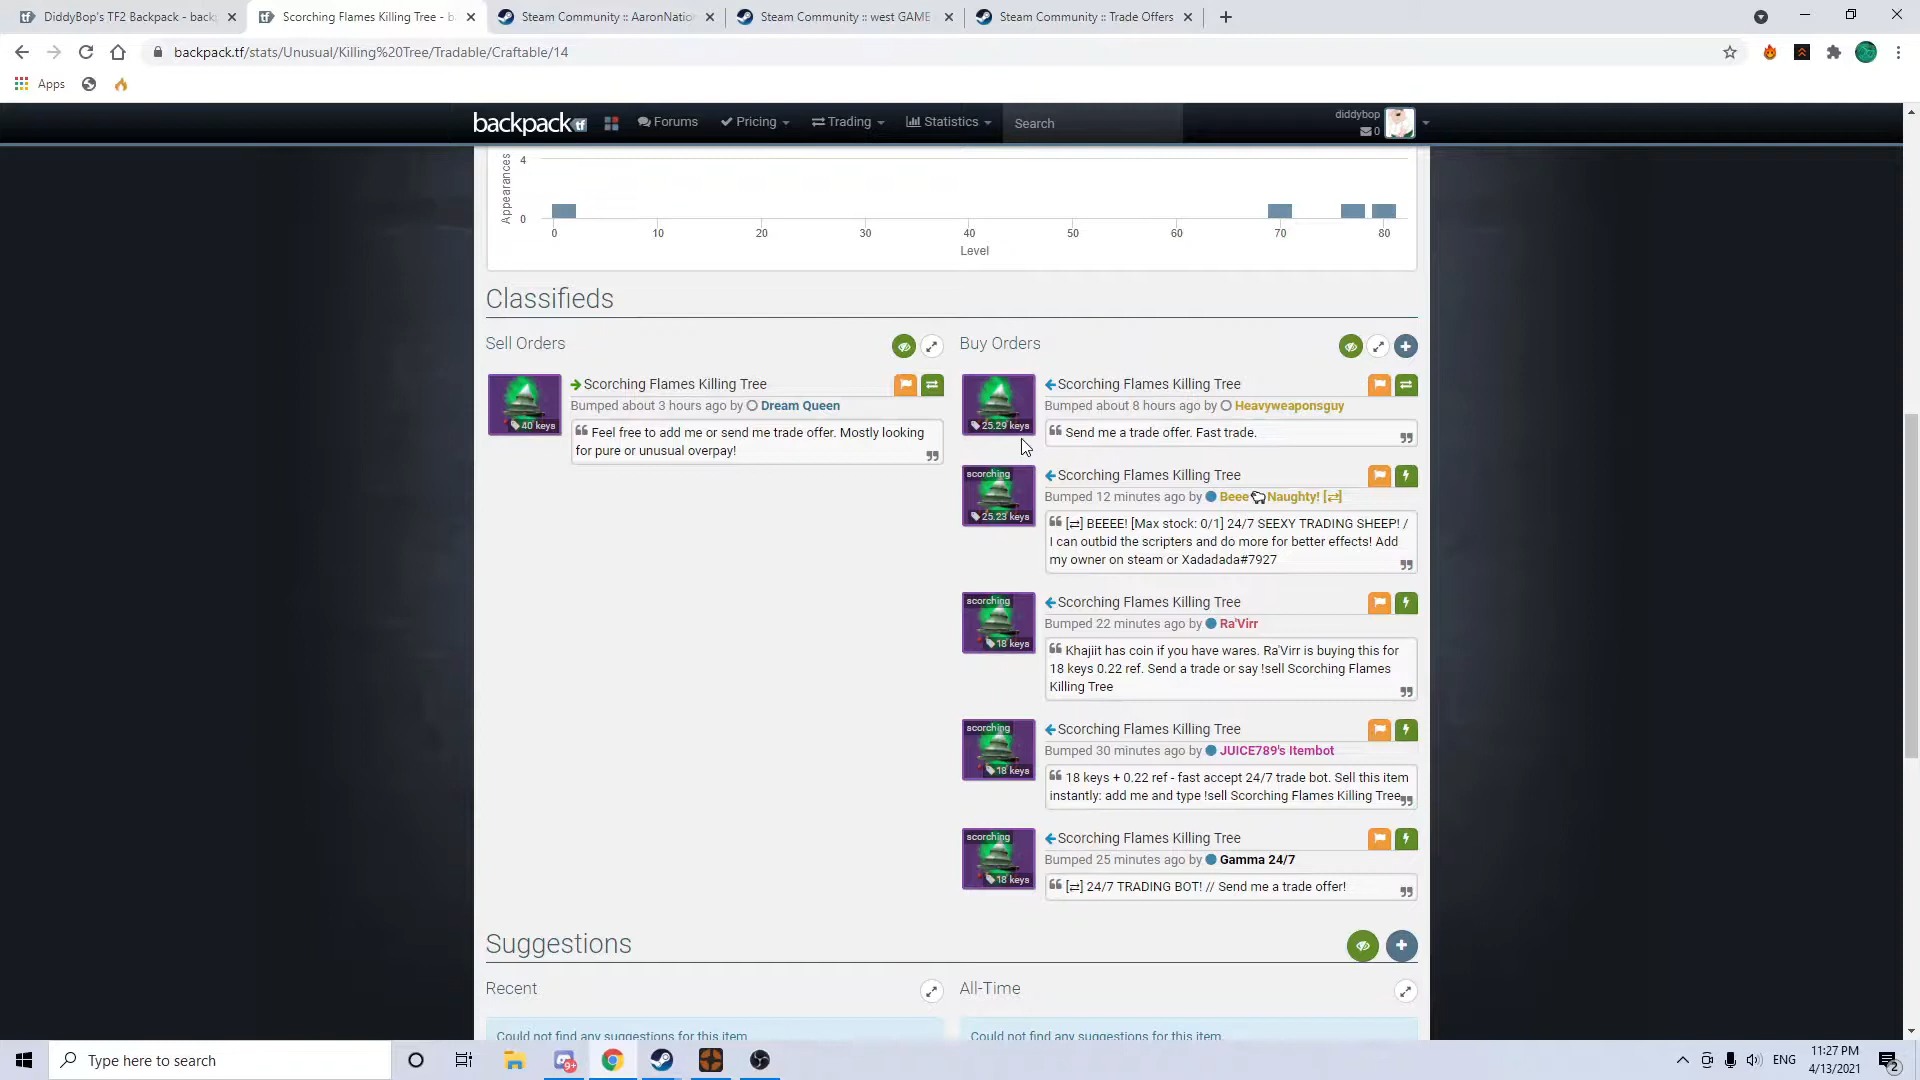 DiddyBop's TF2 Backpack - back
Scorching Flames Killing Tree - b
Steam Community :: AaronNatio
Steam Community :: west GAME
Steam Community :: Trade Offers
backpack.tf/stats/Unusual/Killing%20Tree/Tradable/Craftable/14
Apps
backpack tf
Forums
Pricing
Trading
Statistics
Search
diddybop
0
Appearances
4
0
0 10 20 30 40 50 60 70 80
Level
Classifieds
Sell Orders
40 keys
Scorching Flames Killing Tree
Bumped about 3 hours ago by Dream Queen
Feel free to add me or send me trade offer. Mostly looking
for pure or unusual overpay!
Buy Orders
25.29 keys
Scorching Flames Killing Tree
Bumped about 8 hours ago by Heavyweaponsguy
Send me a trade offer. Fast trade.
scorching
25.23 keys
Scorching Flames Killing Tree
Bumped 12 minutes ago by Beee 🐑 Naughty! [⇄]
[⇄] BEEEE! [Max stock: 0/1] 24/7 SEEXY TRADING SHEEP! /
I can outbid the scripters and do more for better effects! Add
my owner on steam or Xadadada#7927
scorching
18 keys
Scorching Flames Killing Tree
Bumped 22 minutes ago by Ra'Virr
Khajiit has coin if you have wares. Ra'Virr is buying this for
18 keys 0.22 ref. Send a trade or say !sell Scorching Flames
Killing Tree
scorching
18 keys
Scorching Flames Killing Tree
Bumped 30 minutes ago by JUICE789's Itembot
18 keys + 0.22 ref - fast accept 24/7 trade bot. Sell this item
instantly: add me and type !sell Scorching Flames Killing Tree
scorching
18 keys
Scorching Flames Killing Tree
Bumped 25 minutes ago by Gamma 24/7
[⇄] 24/7 TRADING BOT! // Send me a trade offer!
Suggestions
Recent
Could not find any suggestions for this item.
All-Time
Could not find any suggestions for this item.
Type here to search
9+
ENG
11:27 PM
4/13/2021
2